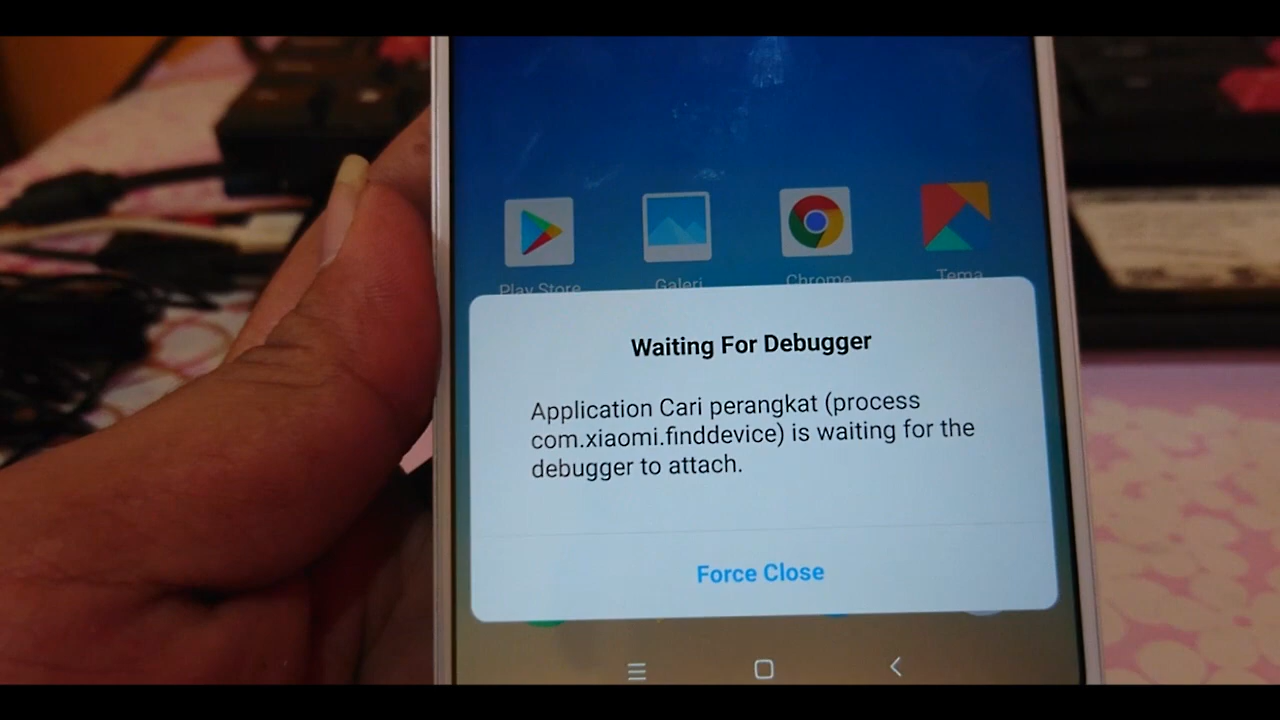 Play Store Galeri Chrome Tema
Waiting For Debugger
Application Cari perangkat (process
com.xiaomi.finddevice) is waiting for the
debugger to attach.
Force Close